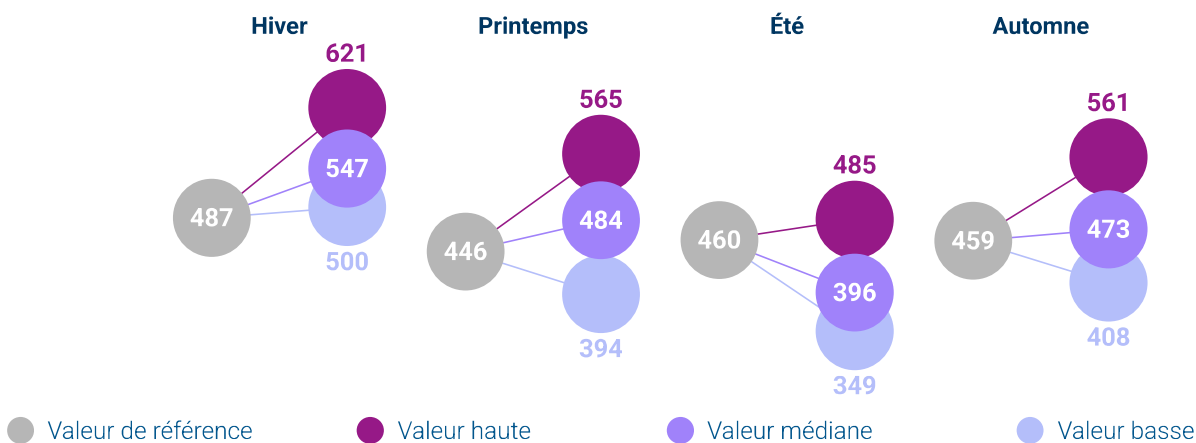 Hiver
Printemps
Été
Automne
621
547
487
500
565
484
446
394
485
460
396
349
561
473
459
408
Valeur de référence
Valeur haute
Valeur médiane
Valeur basse